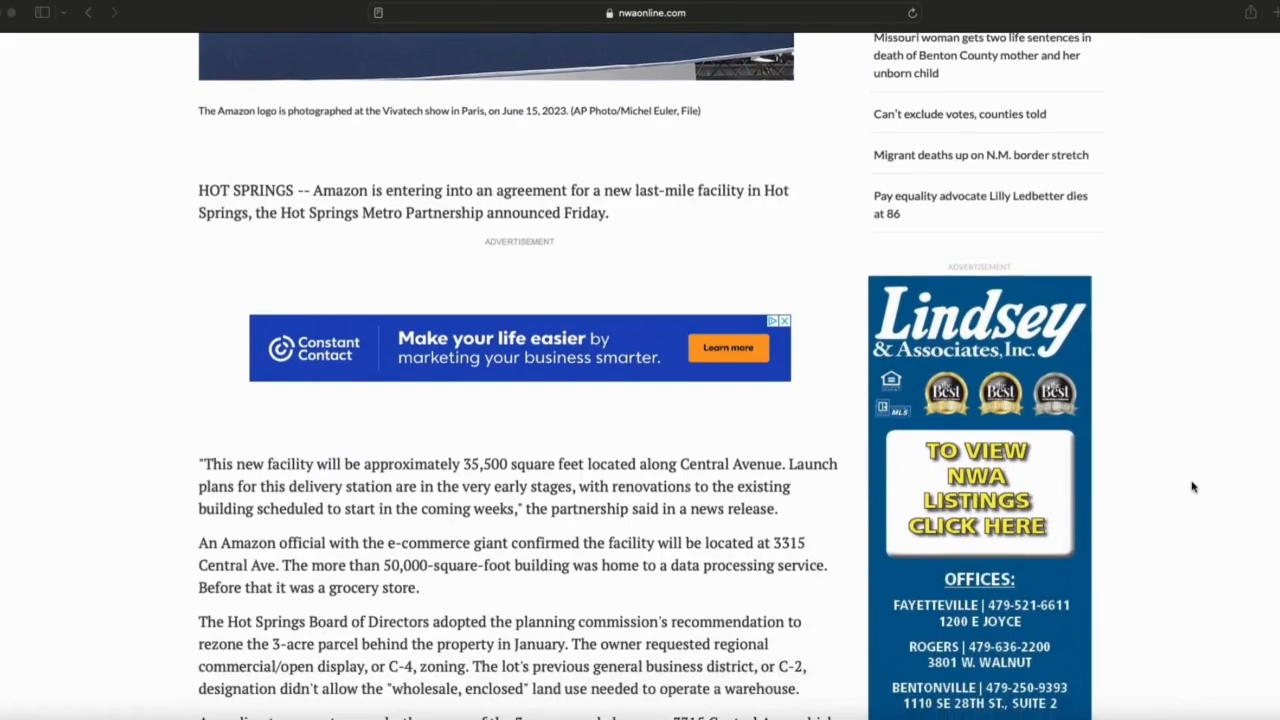 nwaonline.com
The Amazon logo is photographed at the Vivatech show in Paris, on June 15, 2023. (AP Photo/Michel Euler, File)
HOT SPRINGS -- Amazon is entering into an agreement for a new last-mile facility in Hot
Springs, the Hot Springs Metro Partnership announced Friday.
ADVERTISEMENT
Constant
Contact
Make your life easier by
marketing your business smarter.
Learn more
"This new facility will be approximately 35,500 square feet located along Central Avenue. Launch
plans for this delivery station are in the very early stages, with renovations to the existing
building scheduled to start in the coming weeks," the partnership said in a news release.
An Amazon official with the e-commerce giant confirmed the facility will be located at 3315
Central Ave. The more than 50,000-square-foot building was home to a data processing service.
Before that it was a grocery store.
The Hot Springs Board of Directors adopted the planning commission's recommendation to
rezone the 3-acre parcel behind the property in January. The owner requested regional
commercial/open display, or C-4, zoning. The lot's previous general business district, or C-2,
designation didn't allow the "wholesale, enclosed" land use needed to operate a warehouse.
Missouri woman gets two life sentences in
death of Benton County mother and her
unborn child
Can't exclude votes, counties told
Migrant deaths up on N.M. border stretch
Pay equality advocate Lilly Ledbetter dies
at 86
ADVERTISEMENT
Lindsey
& Associates, Inc.
MLS
Best
Best
Best
TO VIEW
NWA
LISTINGS
CLICK HERE
OFFICES:
FAYETTEVILLE | 479-521-6611
1200 E JOYCE
ROGERS | 479-636-2200
3801 W. WALNUT
BENTONVILLE | 479-250-9393
1110 SE 28TH ST., SUITE 2